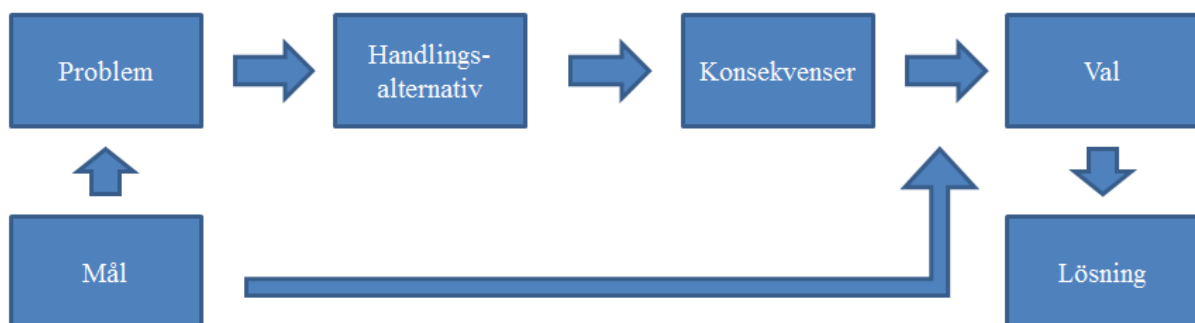 Problem
Handlings-
alternativ
Konsekvenser
Val
Mål
Lösning